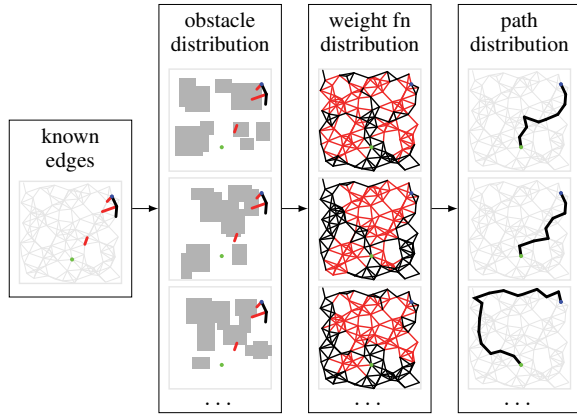 known
edges
obstacle
distribution
. . .
weight fn
distribution
. . .
path
distribution
. . .